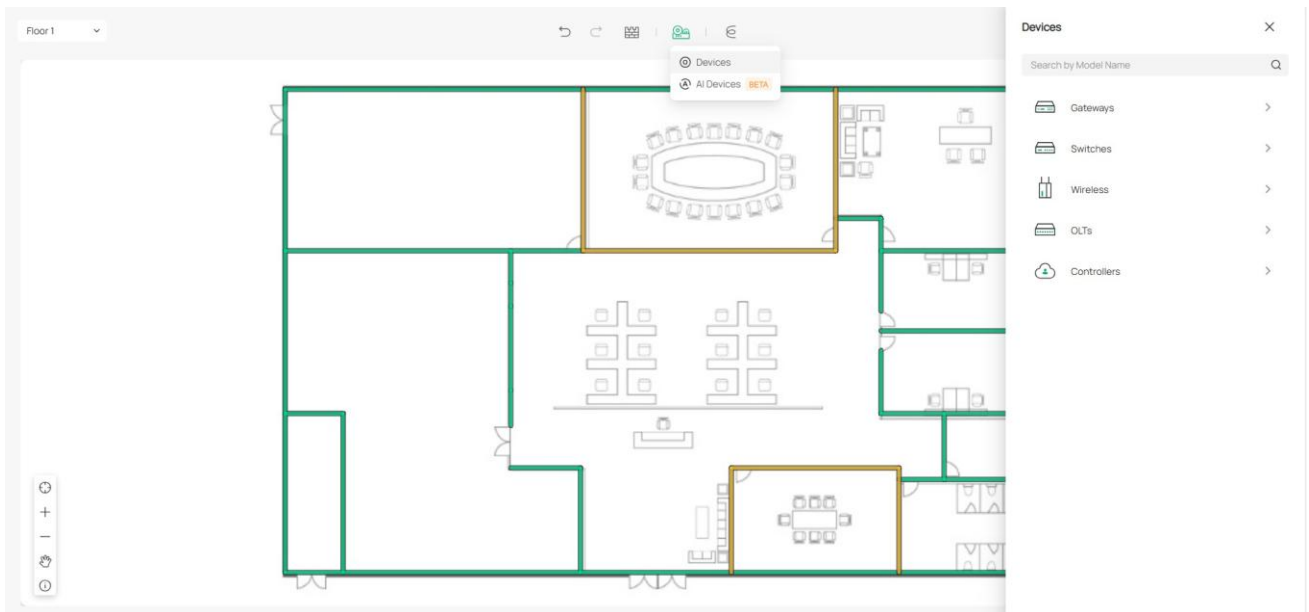 Floor 1
Devices
AI Devices BETA
Devices
Search by Model Name
Gateways
Switches
Wireless
OLTs
Controllers